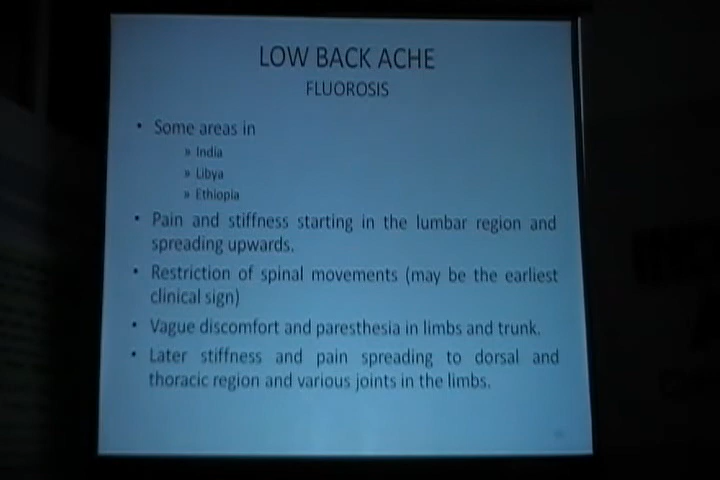 LOW BACK ACHE
FLUOROSIS
• Some areas in
» India
» Libya
» Ethiopia
• Pain and stiffness starting in the lumbar region and
spreading upwards.
• Restriction of spinal movements (may be the earliest
clinical sign)
• Vague discomfort and paresthesia in limbs and trunk.
• Later stiffness and pain spreading to dorsal and
thoracic region and various joints in the limbs.